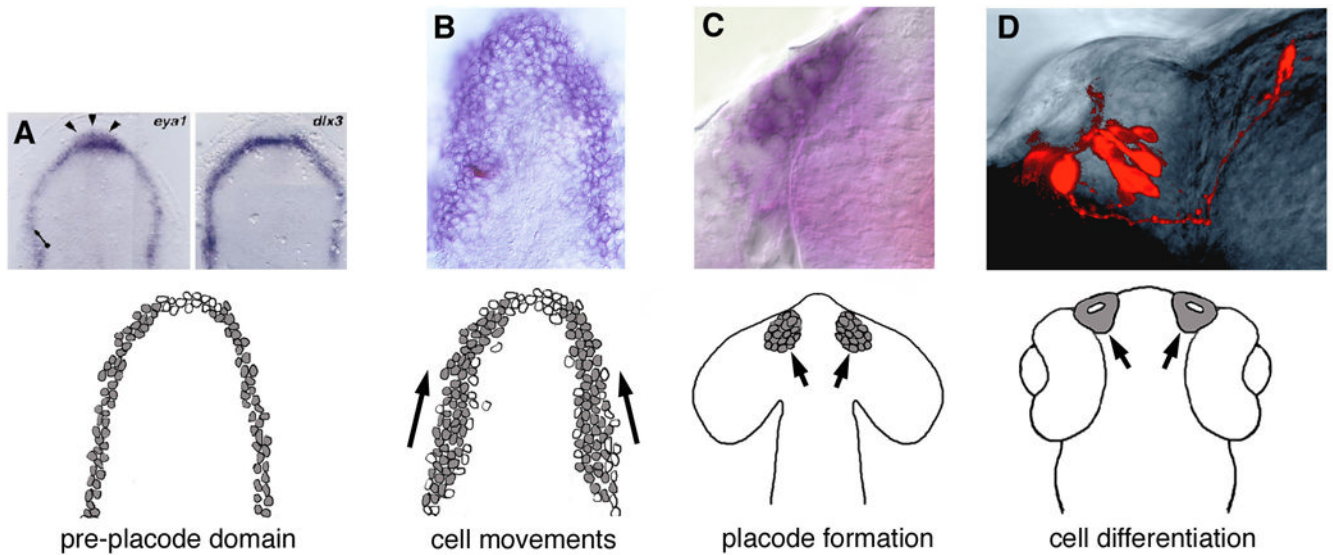 A
eya1
dlx3
B
C
D
pre-placode domain
cell movements
placode formation
cell differentiation